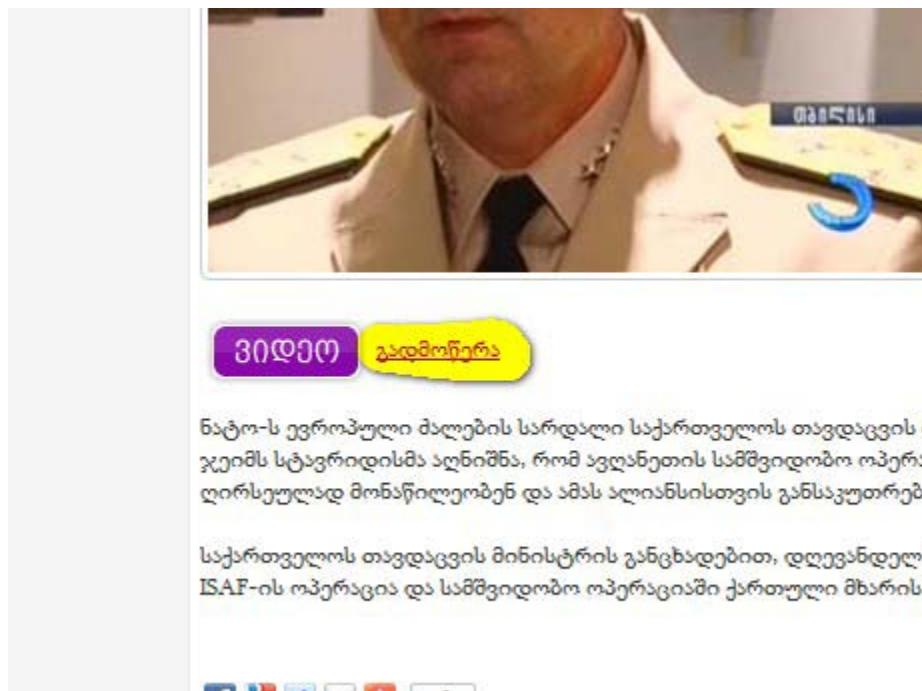 თბილისი
ვიდეო გადმოწერა
ნატო-ს ევროპული ძალების სარდალი საქართველოს თავდაცვის
ჯეიმს სტავრიდისმა აღნიშნა, რომ ავღანეთის სამშვიდობო ოპერა
ღირსეულად მონაწილეობენ და ამას ალიანსისთვის განსაკუთრებ
საქართველოს თავდაცვის მინისტრის განცხადებით, დღევანდელ
ISAF-ის ოპერაცია და სამშვიდობო ოპერაციაში ქართული მხარის